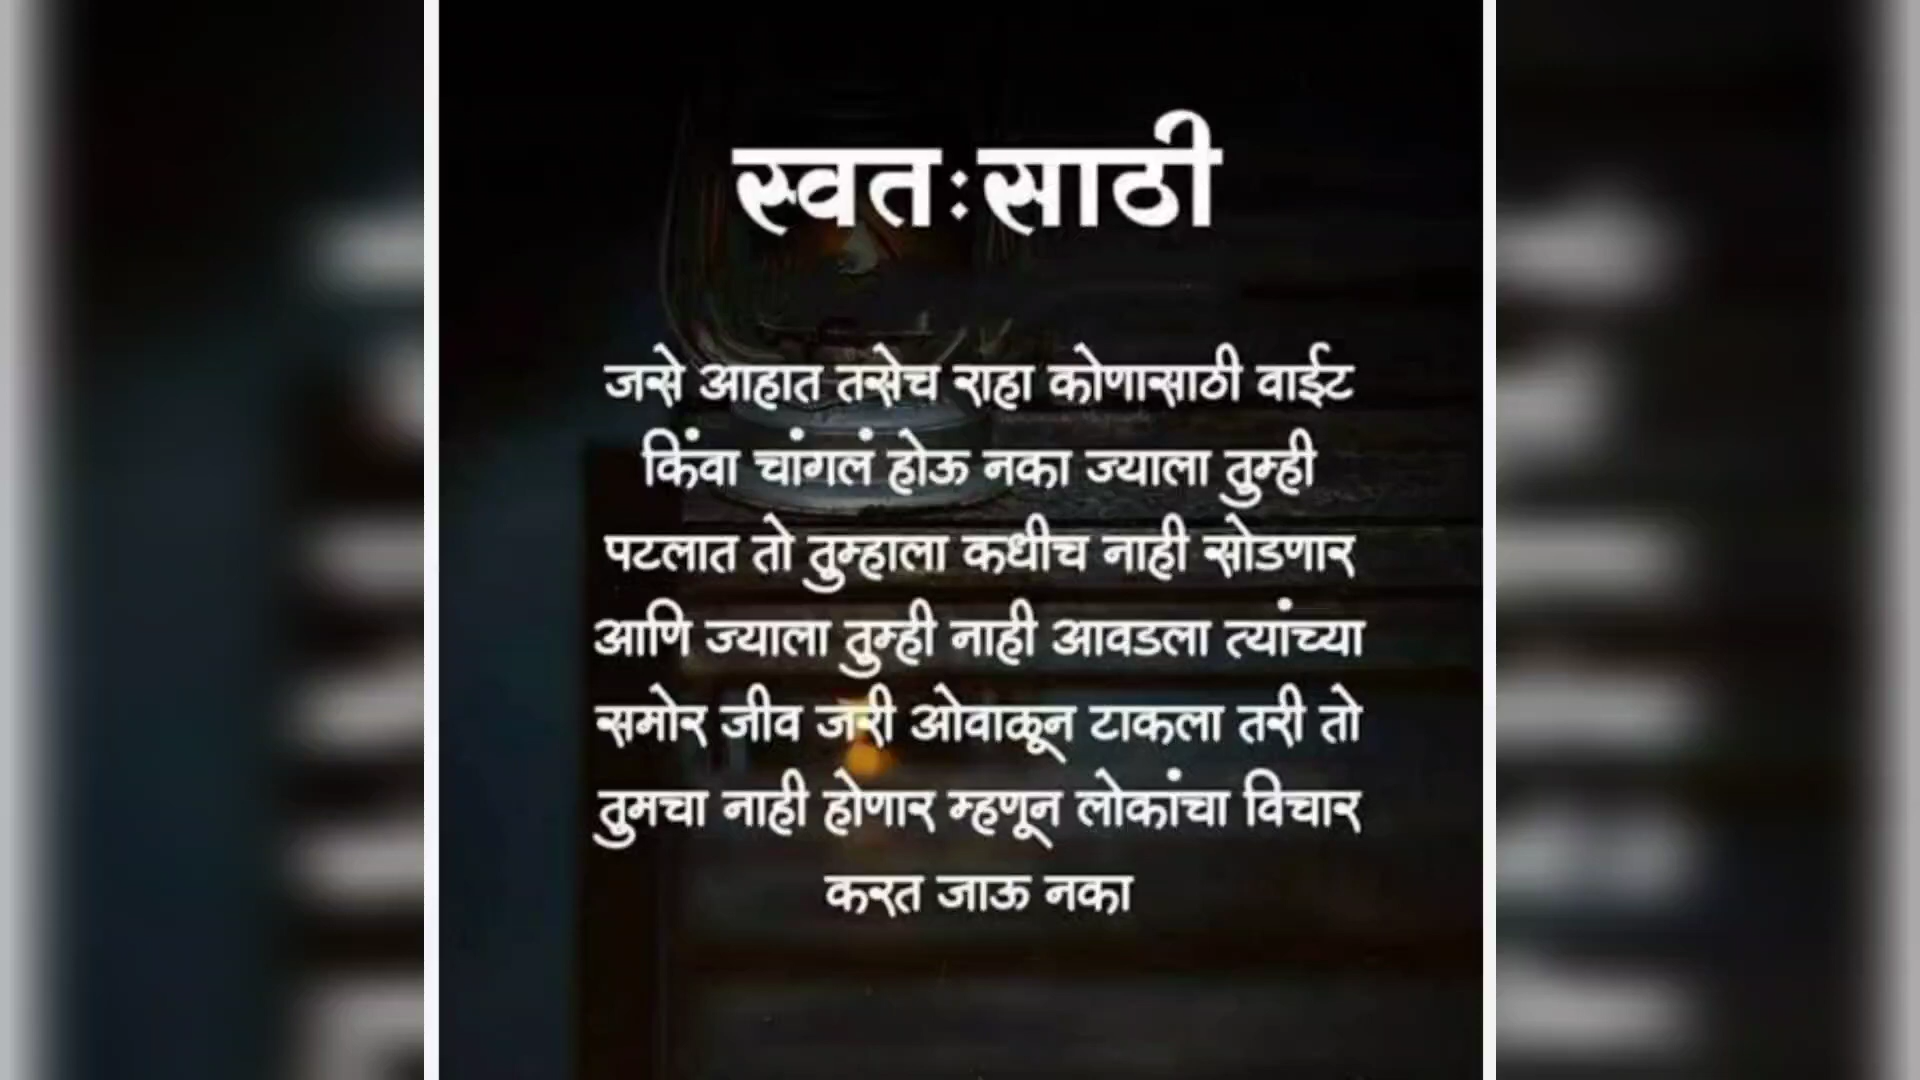 स्वतःसाठी
जसे आहात तसेच राहा कोणासाठी वाईट
किंवा चांगलं होऊ नका ज्याला तुम्ही
पटलात तो तुम्हाला कधीच नाही सोडणार
आणि ज्याला तुम्ही नाही आवडला त्यांच्या
समोर जीव जरी ओवाळून टाकला तरी तो
तुमचा नाही होणार म्हणून लोकांचा विचार
करत जाऊ नका